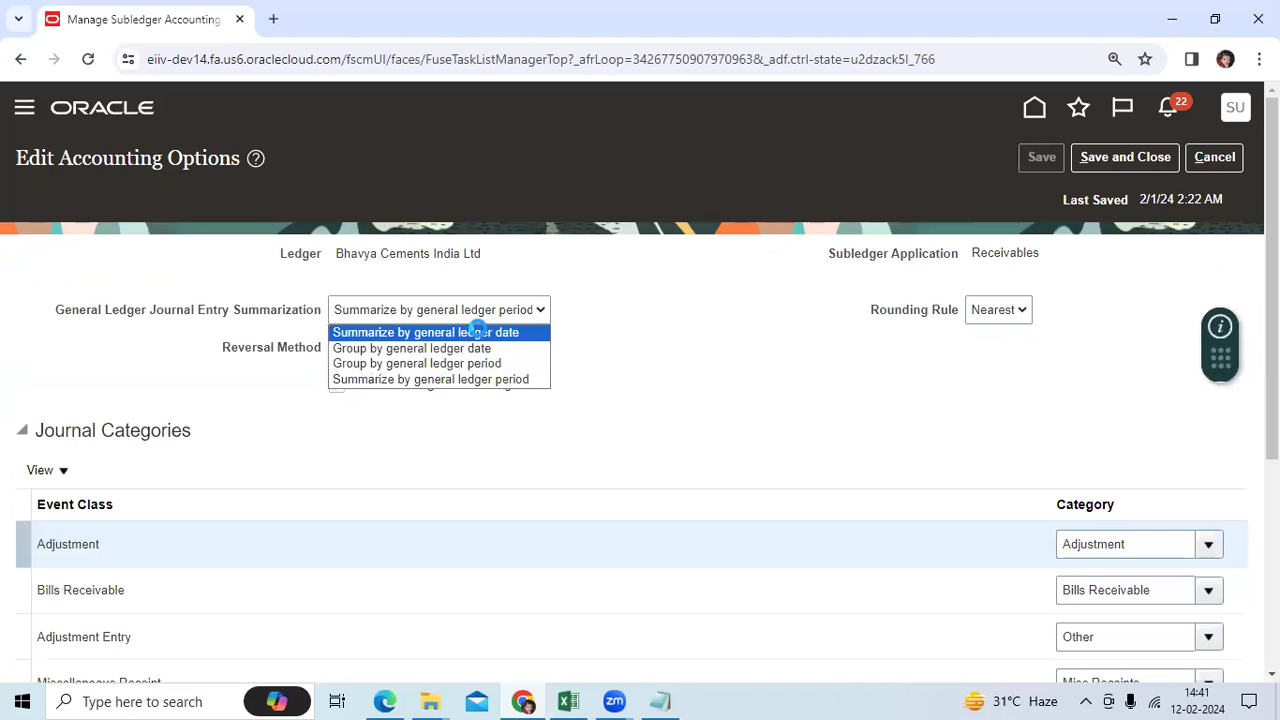 Manage Subledger Accounting
eiiv-dev14.fa.us6.oraclecloud.com/fscmUI/faces/FuseTaskListManagerTop?_afrLoop=34267750907970963&_adf.ctrl-state=u2dzack5l_766
ORACLE
22
SU
Edit Accounting Options
Save
Save and Close
Cancel
Last Saved 2/1/24 2:22 AM
Ledger Bhavya Cements India Ltd
Subledger Application Receivables
General Ledger Journal Entry Summarization Summarize by general ledger period
Rounding Rule Nearest
Summarize by general ledger date
Reversal Method Group by general ledger date
Group by general ledger period
Summarize by general ledger period
Journal Categories
View
Event Class Category
Adjustment Adjustment
Bills Receivable Bills Receivable
Adjustment Entry Other
Miscellaneous Receipt Misc Receipts
Type here to search
zm
31°C Haze
14:41
12-02-2024